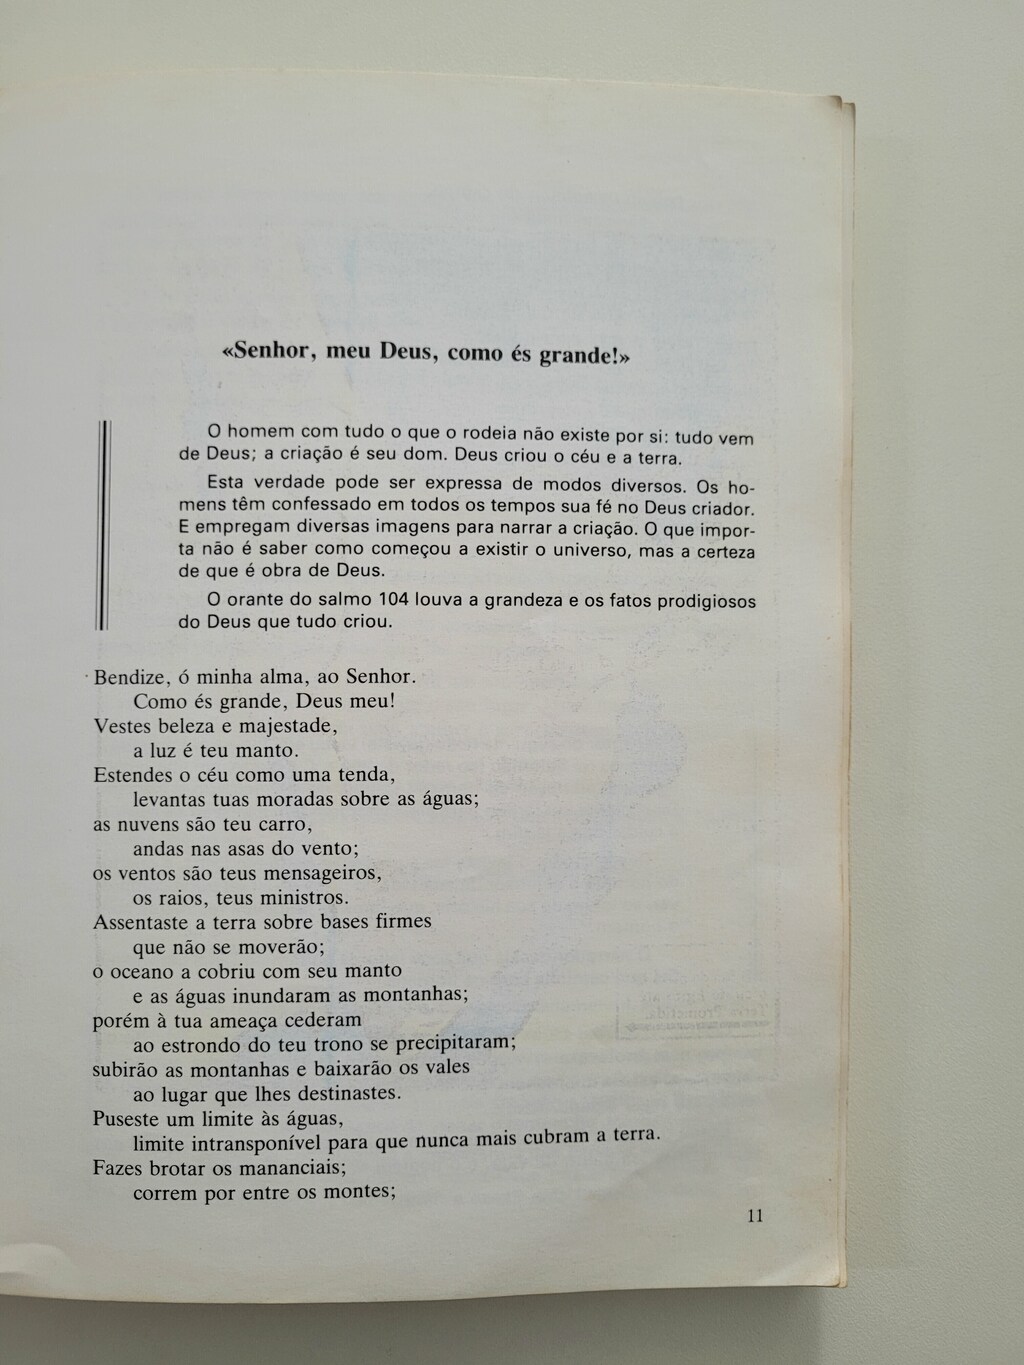 «Senhor, meu Deus, como és grande!»
O homem com tudo o que o rodeia não existe por si: tudo vem
de Deus; a criação é seu dom. Deus criou o céu e a terra.
Esta verdade pode ser expressa de modos diversos. Os ho-
mens têm confessado em todos os tempos sua fé no Deus criador.
E empregam diversas imagens para narrar a criação. O que impor-
ta não é saber como começou a existir o universo, mas a certeza
de que é obra de Deus.
O orante do salmo 104 louva a grandeza e os fatos prodigiosos
do Deus que tudo criou.
Bendize, ó minha alma, ao Senhor.
Como és grande, Deus meu!
Vestes beleza e majestade,
a luz é teu manto.
Estendes o céu como uma tenda,
levantas tuas moradas sobre as águas;
as nuvens são teu carro,
andas nas asas do vento;
os ventos são teus mensageiros,
os raios, teus ministros.
Assentaste a terra sobre bases firmes
que não se moverão;
o oceano a cobriu com seu manto
e as águas inundaram as montanhas;
porém à tua ameaça cederam
ao estrondo do teu trono se precipitaram;
subirão as montanhas e baixarão os vales
ao lugar que lhes destinastes.
Puseste um limite às águas,
limite intransponível para que nunca mais cubram a terra.
Fazes brotar os mananciais;
correm por entre os montes;
11
Terra Prometida.